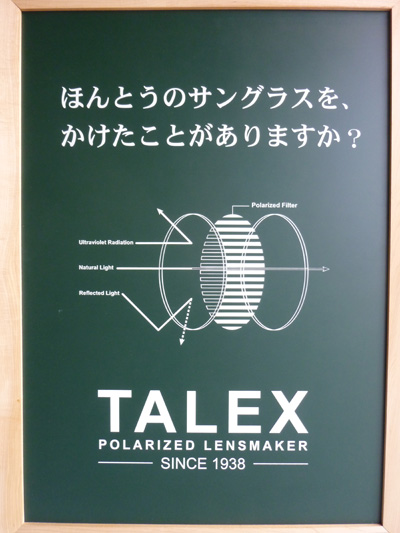 ほんとうのサングラスを、
かけたことがありますか？
Polarized Filter
Ultraviolet Radiation
Natural Light
Reflected Light
TALEX
POLARIZED LENSMAKER
SINCE 1938